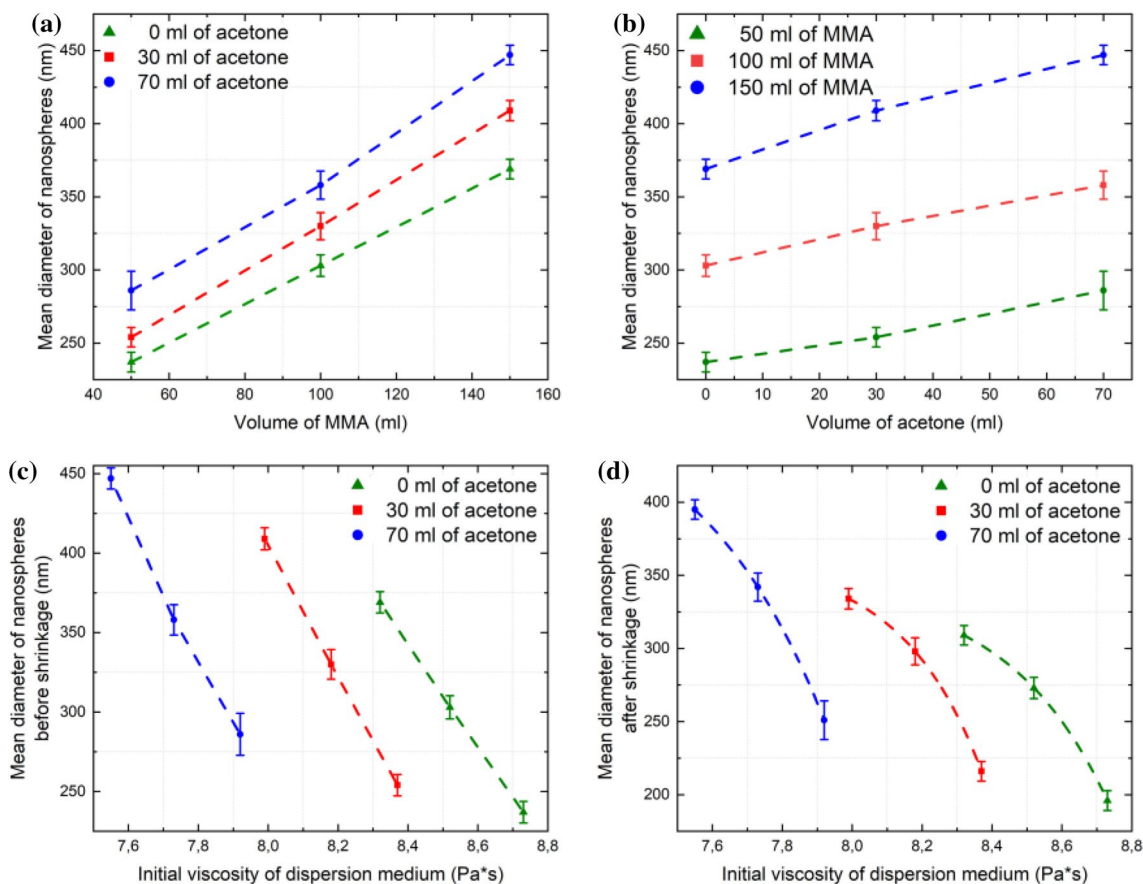 (a)
0 ml of acetone
30 ml of acetone
70 ml of acetone
450
400
350
300
250
40
60
80
100
120
140
160
Mean diameter of nanospheres (nm)
Volume of MMA (ml)
(b)
50 ml of MMA
100 ml of MMA
150 ml of MMA
450
400
350
300
250
0
10
20
30
40
50
60
70
Mean diameter of nanospheres (nm)
Volume of acetone (ml)
(c)
0 ml of acetone
30 ml of acetone
70 ml of acetone
450
400
350
300
250
7,6
7,8
8,0
8,2
8,4
8,6
8,8
Mean diameter of nanospheres
before shrinkage (nm)
Initial viscosity of dispersion medium (Pa*s)
(d)
0 ml of acetone
30 ml of acetone
70 ml of acetone
400
350
300
250
200
7,6
7,8
8,0
8,2
8,4
8,6
8,8
Mean diameter of nanospheres
after shrinkage (nm)
Initial viscosity of dispersion medium (Pa*s)